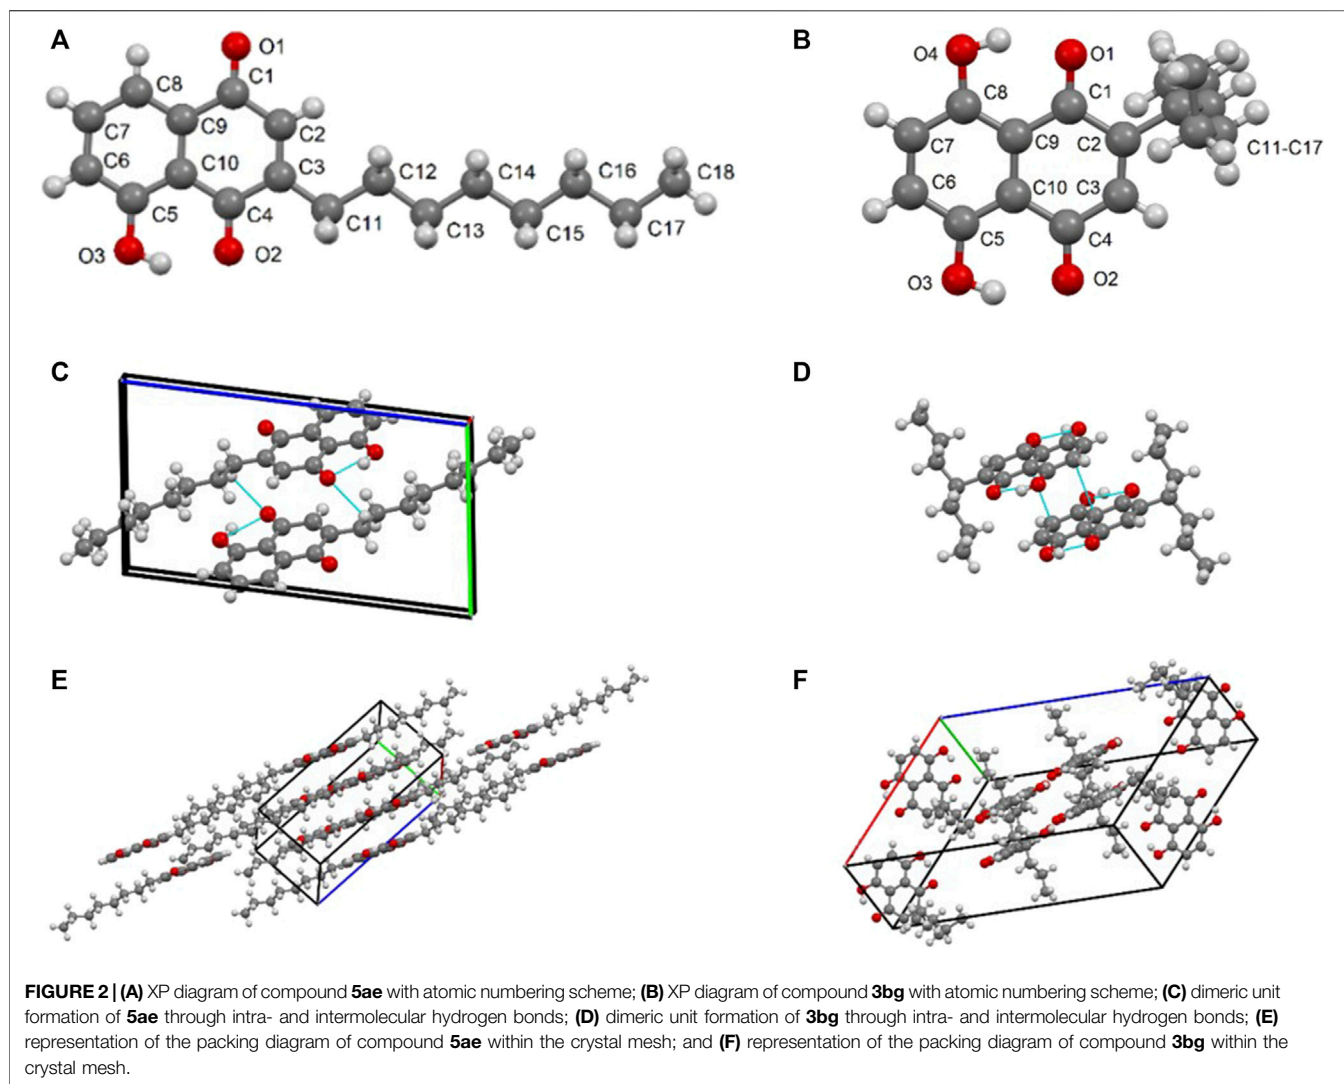 A
O1
C1
C8
C2
C7
C9
C6
C10
C3
C12
C14
C16
C18
C5
C4
C11
C13
C15
C17
O3
O2
B
O4
O1
C8
C1
C7
C9
C2
C11-C17
C6
C10
C3
C5
C4
O3
O2
C
D
E
F
FIGURE 2 | (A) XP diagram of compound 5ae with atomic numbering scheme; (B) XP diagram of compound 3bg with atomic numbering scheme; (C) dimeric unit
formation of 5ae through intra- and intermolecular hydrogen bonds; (D) dimeric unit formation of 3bg through intra- and intermolecular hydrogen bonds; (E)
representation of the packing diagram of compound 5ae within the crystal mesh; and (F) representation of the packing diagram of compound 3bg within the
crystal mesh.